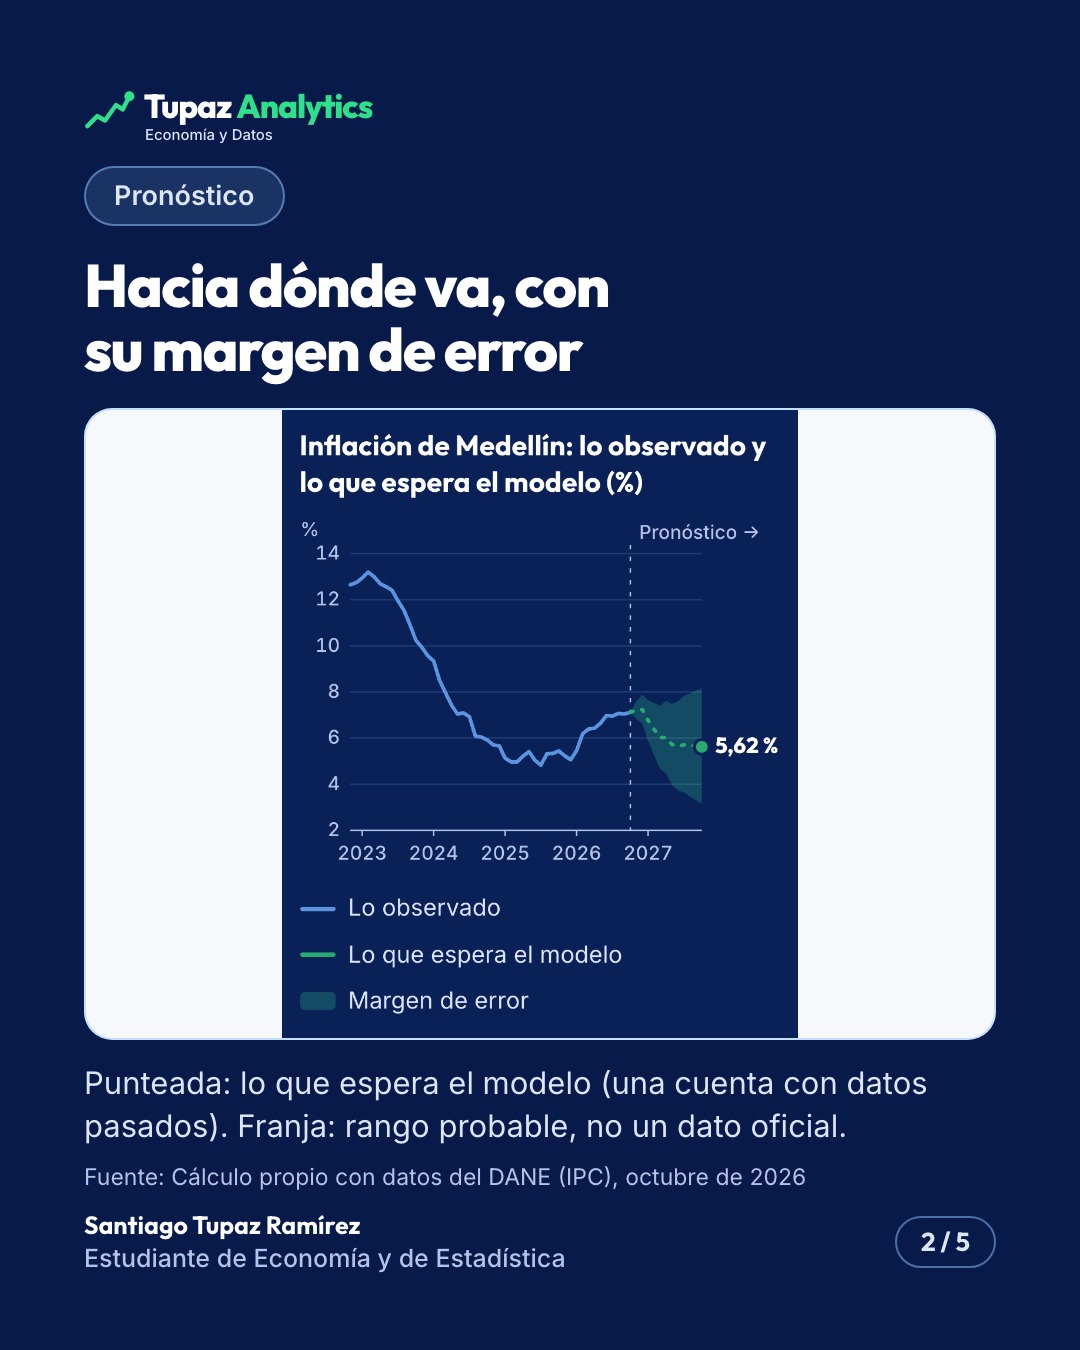 Tupaz Analytics
Economía y Datos
Pronóstico
Hacia dónde va, con
su margen de error
Inflación de Medellín: lo observado y
lo que espera el modelo (%)
%
Pronóstico →
14
12
10
8
6
4
2
5,62 %
2023 2024 2025 2026 2027
Lo observado
Lo que espera el modelo
Margen de error
Punteada: lo que espera el modelo (una cuenta con datos
pasados). Franja: rango probable, no un dato oficial.
Fuente: Cálculo propio con datos del DANE (IPC), octubre de 2026
Santiago Tupaz Ramírez
Estudiante de Economía y de Estadística
2 / 5